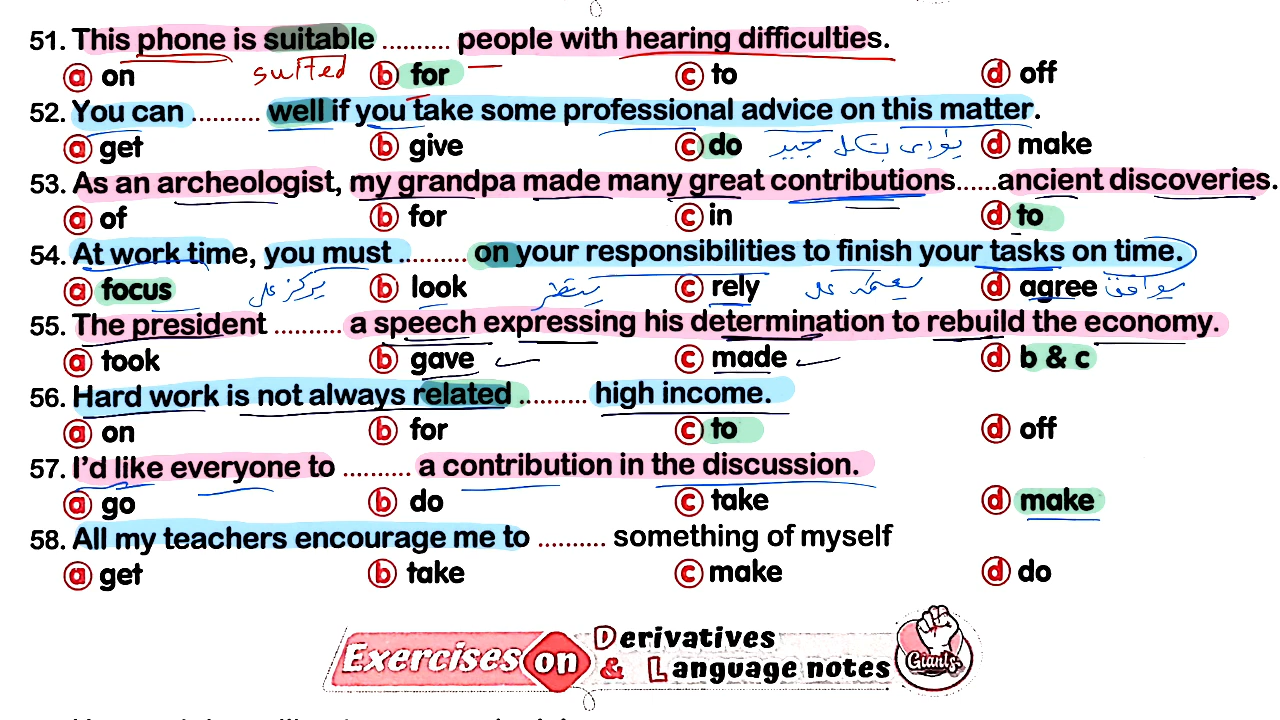 51. This phone is suitable .......... people with hearing difficulties.
suited
a on b for c to d off
52. You can .......... well if you take some professional advice on this matter.
a get b give c do d make
53. As an archeologist, my grandpa made many great contributions......ancient discoveries.
a of b for c in d to
54. At work time, you must .......... on your responsibilities to finish your tasks on time.
a focus يركز على b look ينتظر c rely يعتمد على d agree يوافق
55. The president .......... a speech expressing his determination to rebuild the economy.
a took b gave c made d b & c
56. Hard work is not always related .......... high income.
a on b for c to d off
57. I'd like everyone to .......... a contribution in the discussion.
a go b do c take d make
58. All my teachers encourage me to .......... something of myself
a get b take c make d do
Exercises on Derivatives & Language notes
Giants